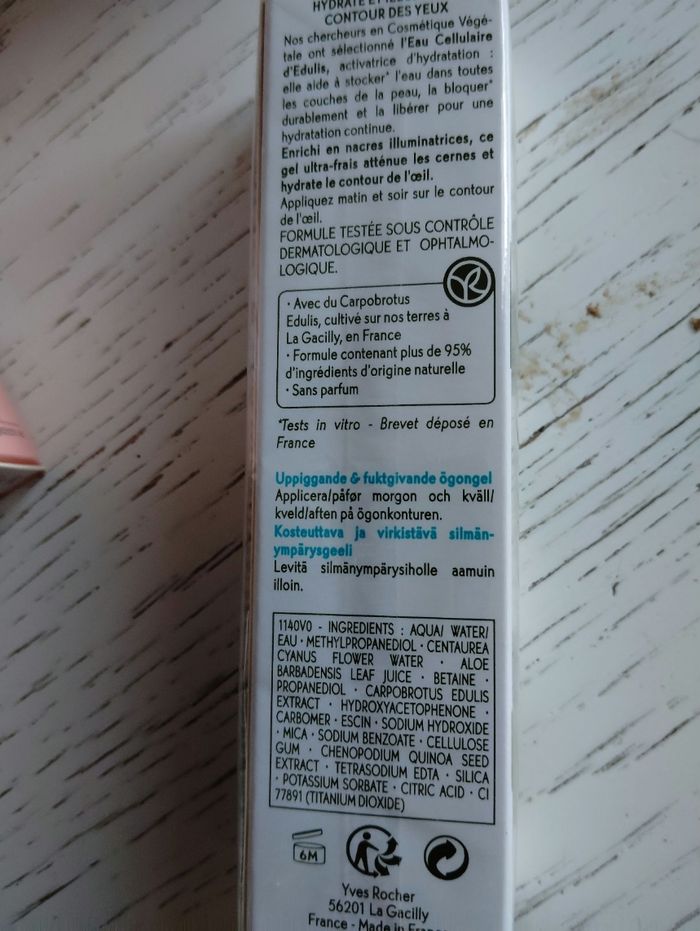 HYDRATE ET
CONTOUR DES YEUX
Nos chercheurs en Cosmétique Végé-
tale ont sélectionné l'Eau Cellulaire
d'Edulis, activatrice d'hydratation :
elle aide à stocker* l'eau dans toutes
les couches de la peau, la bloquer*
durablement et la libérer pour une
hydratation continue.
Enrichi en nacres illuminatrices, ce
gel ultra-frais atténue les cernes et
hydrate le contour de l'œil.
Appliquez matin et soir sur le contour
de l'œil.
FORMULE TESTÉE SOUS CONTRÔLE
DERMATOLOGIQUE ET OPHTALMO-
LOGIQUE.
• Avec du Carpobrotus
Edulis, cultivé sur nos terres à
La Gacilly, en France
• Formule contenant plus de 95%
d'ingrédients d'origine naturelle
• Sans parfum
*Tests in vitro - Brevet déposé en
France
Uppiggande & fuktgivande ögongel
Applicera/påfør morgon och kväll/
kveld/aften på ögonkonturen.
Kosteuttava ja virkistävä silmän-
ympärysgeeli
Levitä silmänympärysiholle aamuin
illoin.
1140V0 - INGREDIENTS : AQUA/ WATER/
EAU • METHYLPROPANEDIOL • CENTAUREA
CYANUS FLOWER WATER • ALOE
BARBADENSIS LEAF JUICE • BETAINE •
PROPANEDIOL • CARPOBROTUS EDULIS
EXTRACT • HYDROXYACETOPHENONE •
CARBOMER • ESCIN • SODIUM HYDROXIDE
• MICA • SODIUM BENZOATE • CELLULOSE
GUM • CHENOPODIUM QUINOA SEED
EXTRACT • TETRASODIUM EDTA • SILICA
• POTASSIUM SORBATE • CITRIC ACID • CI
77891 (TITANIUM DIOXIDE)
6M
Yves Rocher
56201 La Gacilly
France - Made in France